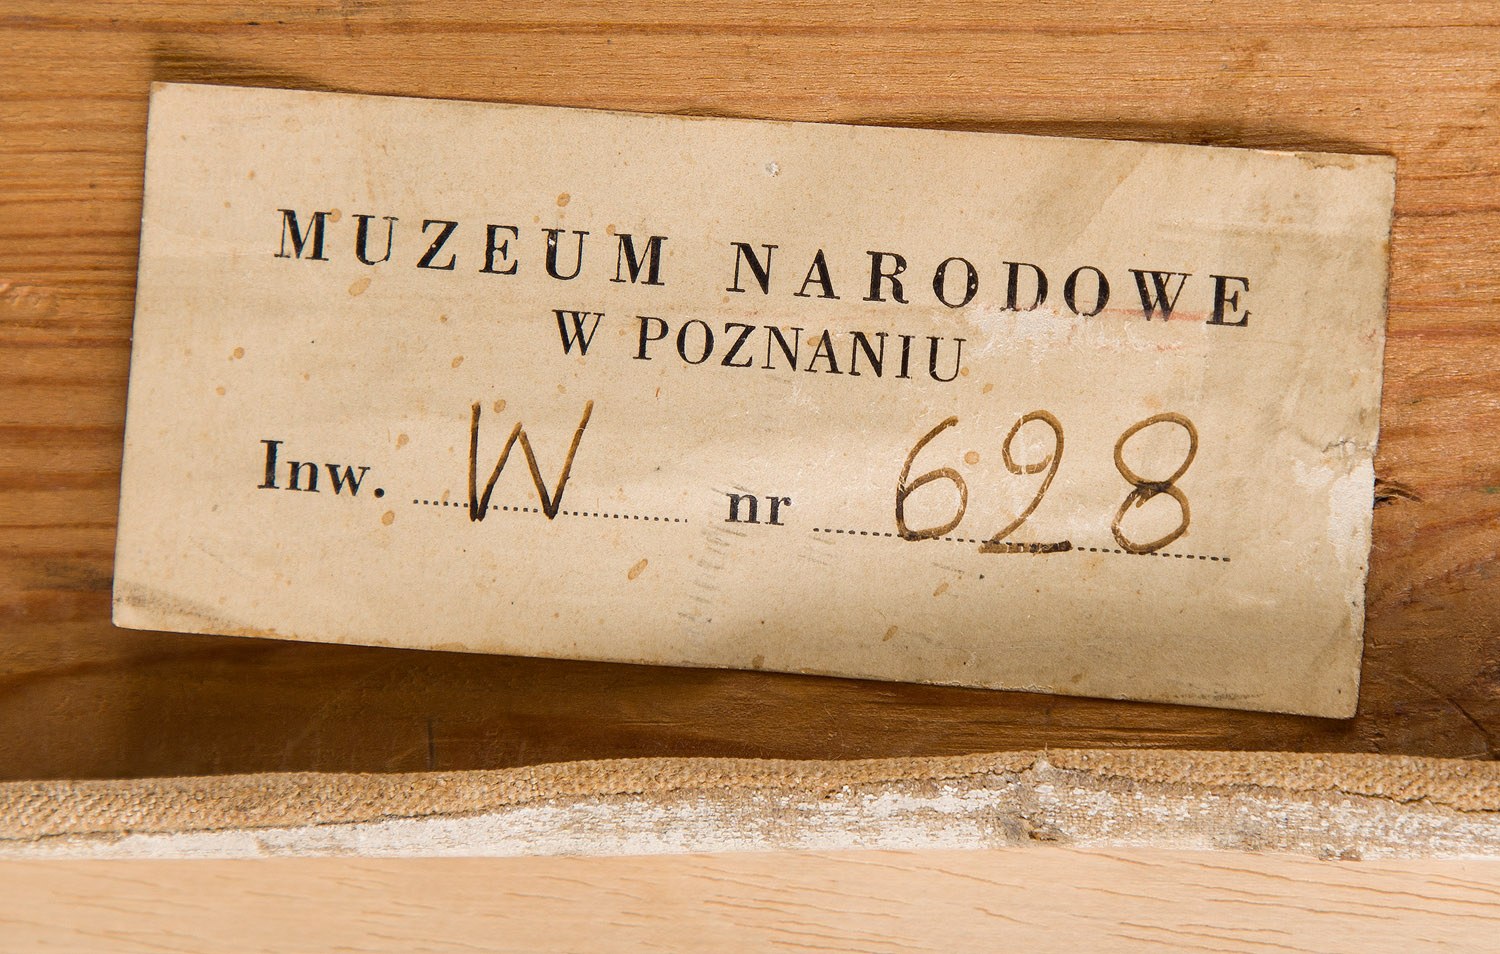 MUZEUM NARODOWE
W POZNANIU
Inw. W nr 628